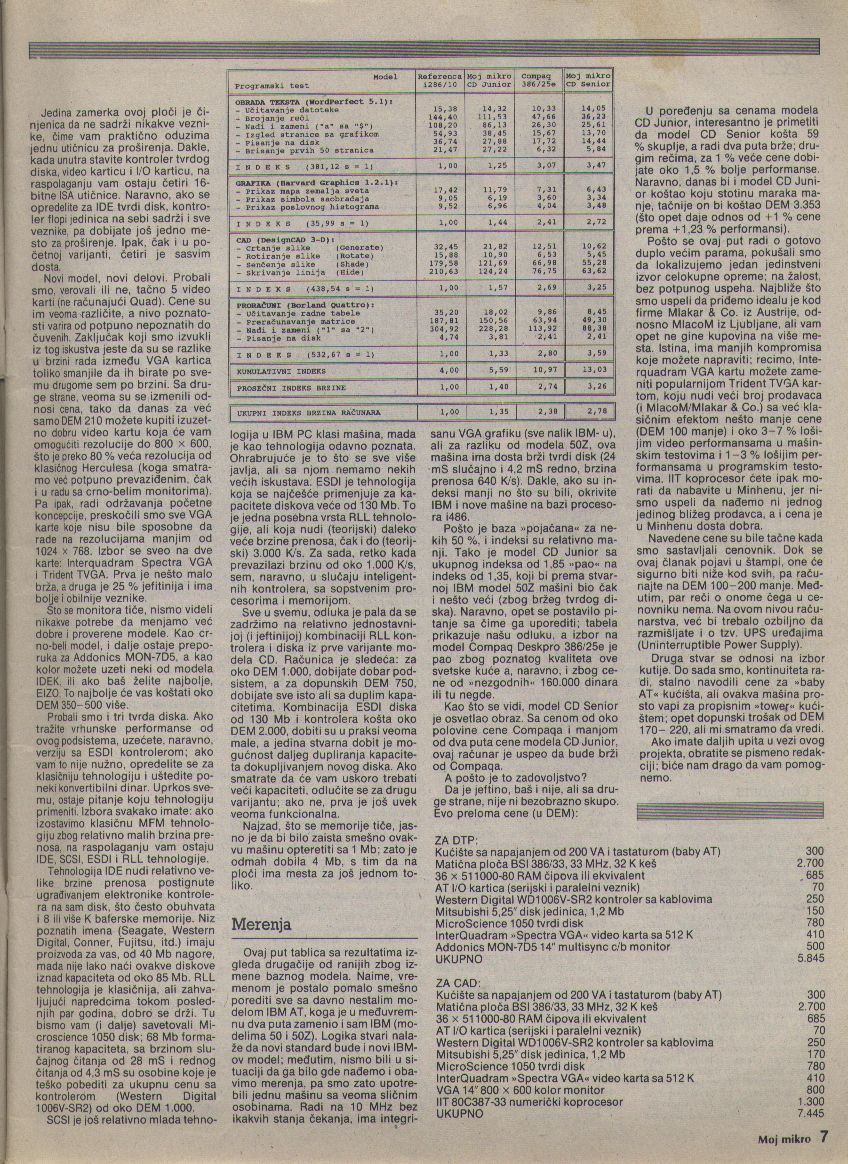 Jedina zamerka ovoj ploči je či-
njenica da ne sadrži nikakve vezni-
ke, čime vam praktično oduzima
jednu utičnicu za proširenja. Dakle,
kada unutra stavite kontroler tvrdog
diska, video karticu i I/O karticu, na
raspolaganju vam ostaju četiri 16-
bitne ISA utičnice. Naravno, ako se
opredelite za IDE tvrdi disk, kontro-
ler flopi jedinica na sebi sadrži i sve
veznike, pa dobijate još jedno me-
sto za proširenje. Ipak, čak i u po-
četnoj varijanti, četiri je sasvim
dosta.
Novi model, novi delovi. Probali
smo, verovali ili ne, tačno 5 video
karti (ne računajući Quad). Cene su
im veoma različite, a nivo poznato-
sti varira od potpuno nepoznatih do
čuvenih. Zaključak koji smo izvukli
iz tog iskustva jeste da su se razlike
u brzini rada između VGA kartica
toliko smanjile da ih birate po sve-
mu drugome sem po brzini. Sa dru-
ge strane, veoma su se izmenili od-
nosi cena, tako da danas za već
samo DEM 210 možete kupiti izuzet-
no dobru video kartu koja će vam
omogućiti rezolucije do 800 × 600,
što je preko 80 % veća rezolucija od
klasičnog Herculesa (koga smatra-
mo već potpuno prevaziđenim, čak
i u radu sa crno-belim monitorima).
Pa ipak, radi održavanja početne
koncepcije, preskočili smo sve VGA
karte koje nisu bile sposobne da
rade na rezolucijama manjim od
1024 × 768. Izbor se sveo na dve
karte: Interquadram Spectra VGA
i Trident TVGA. Prva je nešto malo
brža, a druga je 25 % jeftinija i ima
bolje i obilnije veznike.
Što se monitora tiče, nismo videli
nikakve potrebe da menjamo već
dobre i proverene modele. Kao cr-
no-beli model, i dalje ostaje prepo-
ruka za Addonics MON-7D5, a kao
kolor možete uzeti neki od modela
IDEK, ili ako baš želite najbolje,
EIZO. To najbolje će vas koštati oko
DEM 350-500 više.
Probali smo i tri tvrda diska. Ako
tražite vrhunske performanse od
ovog podsistema, uzećete, naravno,
verziju sa ESDI kontrolerom; ako
vam to nije nužno, opredelite se za
klasičniju tehnologiju i uštedite po-
neki konvertibilni dinar. Uprkos sve-
mu, ostaje pitanje koju tehnologiju
primeniti. Izbora svakako imate: ako
izostavimo klasičnu MFM tehnolo-
giju zbog relativno malih brzina pre-
nosa, na raspolaganju vam ostaju
IDE, SCSI, ESDI i RLL tehnologije.
Tehnologija IDE nudi relativno ve-
like brzine prenosa postignute
ugrađivanjem elektronike kontrole-
ra na sam disk, što često obuhvata
i 8 ili više K baferske memorije. Niz
poznatih imena (Seagate, Western
Digital, Conner, Fujitsu, itd.) imaju
proizvoda za vas, od 40 Mb nagore,
mada nije lako naći ovakve diskove
iznad kapaciteta od oko 85 Mb. RLL
tehnologija je klasičnija, ali zahva-
ljujući napredcima tokom posled-
njih par godina, dobro se drži. Tu
bismo vam (i dalje) savetovali Mi-
croscience 1050 disk; 68 Mb forma-
tiranog kapaciteta, sa brzinom slu-
čajnog čitanja od 28 mS i rednog
čitanja od 4,3 mS su osobine koje je
teško pobediti za ukupnu cenu sa
kontrolerom (Western Digital
1006V-SR2) od oko DEM 1.000.
SCSI je još relativno mlada tehno-
Model Referenca Moj mikro Compaq Moj mikro
Programski test i286/10 CD Junior 386/25e CD Senior
OBRADA TEKSTA (WordPerfect 5.1):
- Učitavanje datoteke 15,38 14,32 10,33 14,05
- Brojanje reči 144,40 111,53 47,66 36,23
- Nađi i zameni ("a" sa "$") 108,20 86,13 26,30 25,61
- Izgled stranice sa grafikom 54,93 38,45 15,67 13,70
- Pisanje na disk 36,74 27,88 17,72 14,44
- Brisanje prvih 50 stranica 21,47 27,22 6,32 5,84
I N D E K S (381,12 s = 1) 1,00 1,25 3,07 3,47
GRAFIKA (Harvard Graphics 1.2.1):
- Prikaz mapa zemalja sveta 17,42 11,79 7,31 6,43
- Prikaz simbola saobraćaja 9,05 6,19 3,60 3,34
- Prikaz poslovnog histograma 9,52 6,96 4,04 3,48
I N D E K S (35,99 s = 1) 1,00 1,44 2,41 2,72
CAD (DesignCAD 3-D):
- Crtanje slike (Generate) 32,45 21,82 12,51 10,62
- Rotiranje slike (Rotate) 15,88 10,90 6,53 5,45
- Senčenje slike (Shade) 179,58 121,69 66,98 55,28
- Skrivanje linija (Hide) 210,63 124,24 76,75 63,62
I N D E K S (438,54 s = 1) 1,00 1,57 2,69 3,25
PRORAČUNI (Borland Quattro):
- Učitavanje radne tabele 35,20 18,02 9,86 8,45
- Preračunavanje matrice 187,81 150,56 63,94 49,30
- Nađi i zameni ("1" sa "2") 304,92 228,28 113,92 88,38
- Pisanje na disk 4,74 3,81 2,41 2,41
I N D E K S (532,67 s = 1) 1,00 1,33 2,80 3,59
KUMULATIVNI INDEKS 4,00 5,59 10,97 13,03
PROSEČNI INDEKS BRZINE 1,00 1,40 2,74 3,26
UKUPNI INDEKS BRZINA RAČUNARA 1,00 1,35 2,38 2,78
logija u IBM PC klasi mašina, mada
je kao tehnologija odavno poznata.
Ohrabrujuće je to što se sve više
javlja, ali sa njom nemamo nekih
većih iskustava. ESDI je tehnologija
koja se najčešće primenjuje za ka-
pacitete diskova veće od 130 Mb. To
je jedna posebna vrsta RLL tehnolo-
gije, ali koja nudi (teorijski) daleko
veće brzine prenosa, čak i do (teorij-
ski) 3.000 K/s. Za sada, retko kada
prevazilazi brzinu od oko 1.000 K/s,
sem, naravno, u slučaju inteligent-
nih kontrolera, sa sopstvenim pro-
cesorima i memorijom.
Sve u svemu, odluka je pala da se
zadržimo na relativno jednostavni-
joj (i jeftinijoj) kombinaciji RLL kon-
trolera i diska iz prve varijante mo-
dela CD. Računica je sledeća: za
oko DEM 1.000, dobijate dobar pod-
sistem, a za dopunskih DEM 750,
dobijate sve isto ali sa duplim kapa-
citetima. Kombinacija ESDI diska
od 130 Mb i kontrolera košta oko
DEM 2.000, dobiti su u praksi veoma
male, a jedina stvarna dobit je mo-
gućnost daljeg dupliranja kapacite-
ta dokupljivanjem novog diska. Ako
smatrate da će vam uskoro trebati
veći kapaciteti, odlučite se za drugu
varijantu; ako ne, prva je još uvek
veoma funkcionalna.
Najzad, što se memorije tiče, jas-
no je da bi bilo zaista smešno ovak-
vu mašinu opteretiti sa 1 Mb; zato je
odmah dobila 4 Mb, s tim da na
ploči ima mesta za još jednom to-
liko.
Merenja
Ovaj put tablica sa rezultatima iz-
gleda drugačije od ranijih zbog iz-
mene baznog modela. Naime, vre-
menom je postalo pomalo smešno
porediti sve sa davno nestalim mo-
delom IBM AT, koga je u međuvrem-
nu dva puta zamenio i sam IBM (mo-
delima 50 i 50Z). Logika stvari nala-
že da novi standard bude i novi IBM-
ov model; međutim, nismo bili u si-
tuaciji da ga bilo gde nađemo i oba-
vimo merenja, pa smo zato upotre-
bili jednu mašinu sa veoma sličnim
osobinama. Radi na 10 MHz bez
ikakvih stanja čekanja, ima integri-
sanu VGA grafiku (sve nalik IBM- u),
ali za razliku od modela 50Z, ova
mašina ima dosta brži tvrdi disk (24
mS slučajno i 4,2 mS redno, brzina
prenosa 640 K/s). Dakle, ako su in-
deksi manji no što su bili, okrivite
IBM i nove mašine na bazi proceso-
ra i486.
Pošto je baza »pojačana« za ne-
kih 50 %, i indeksi su relativno ma-
nji. Tako je model CD Junior sa
ukupnog indeksa od 1,85 »pao« na
indeks od 1,35, koji bi prema stvar-
noj IBM model 50Z mašini bio čak
i nešto veći (zbog bržeg tvrdog di-
ska). Naravno, opet se postavilo pi-
tanje sa čime ga uporediti; tabela
prikazuje našu odluku, a izbor na
model Compaq Deskpro 386/25e je
pao zbog poznatog kvaliteta ove
svetske kuće a, naravno, i zbog ce-
ne od »nezgodnih« 160.000 dinara
ili tu negde.
Kao što se vidi, model CD Senior
je osvetlao obraz. Sa cenom od oko
polovine cene Compaqa i manjom
od dva puta cene modela CD Junior,
ovaj računar je uspeo da bude brži
od Compaqa.
A pošto je to zadovoljstvo?
Da je jeftino, baš i nije, ali sa dru-
ge strane, nije ni bezobrazno skupo.
Evo preloma cene (u DEM):
U poređenju sa cenama modela
CD Junior, interesantno je primetiti
da model CD Senior košta 59
% skuplje, a radi dva puta brže; dru-
gim rečima, za 1 % veće cene dobi-
jate oko 1,5 % bolje performanse.
Naravno, danas bi i model CD Juni-
or koštao koju stotinu maraka ma-
nje, tačnije on bi koštao DEM 3.353
(što opet daje odnos od +1 % cene
prema +1,23 % performansi).
Pošto se ovaj put radi o gotovo
duplo većim parama, pokušali smo
da lokalizujemo jedan jedinstveni
izvor celokupne opreme; na žalost,
bez potpunog uspeha. Najbliže što
smo uspeli da priđemo idealu je kod
firme Mlakar & Co. iz Austrije, od-
nosno MlacoM iz Ljubljane, ali vam
opet ne gine kupovina na više me-
sta. Istina, ima manjih kompromisa
koje možete napraviti; recimo, Inte-
rquadram VGA kartu možete zame-
niti popularnijom Trident TVGA kar-
tom, koju nudi veći broj prodavaca
(i MlacoM/Mlakar & Co.) sa već kla-
sičnim efektom nešto manje cene
(DEM 100 manje) i oko 3-7 % loši-
jim video performansama u mašin-
skim testovima i 1-3 % lošijim per-
formansama u programskim testo-
vima. IIT koprocesor ćete ipak mo-
rati da nabavite u Minhenu, jer ni-
smo uspeli da nađemo ni jednog
jedinog bližeg prodavca, a i cena je
u Minhenu dosta dobra.
Navedene cene su bile tačne kada
smo sastavljali cenovnik. Dok se
ovaj članak pojavi u štampi, one će
sigurno biti niže kod svih, pa raču-
najte na DEM 100-200 manje. Međ-
utim, par reči o onome čega u ce-
novniku nema. Na ovom nivou raču-
narstva, već bi trebalo ozbiljno da
razmišljate i o tzv. UPS uređajima
(Uninterruptible Power Supply).
Druga stvar se odnosi na izbor
kutije. Do sada smo, kontinuiteta ra-
di, stalno navodili cene za »baby
AT« kućišta, ali ovakva mašina pro-
sto vapi za propisnim »tower« kući-
štem; opet dopunski trošak od DEM
170- 220, ali mi smatramo da vredi.
Ako imate daljih upita u vezi ovog
projekta, obratite se pismeno redak-
ciji; biće nam drago da vam pomog-
nemo.
ZA DTP:
Kućište sa napajanjem od 200 VA i tastaturom (baby AT) 300
Matična ploča BSI 386/33, 33 MHz, 32 K keš 2.700
36 × 511000-80 RAM čipova ili ekvivalent 685
AT I/O kartica (serijski i paralelni veznik) 70
Western Digital WD1006V-SR2 kontroler sa kablovima 250
Mitsubishi 5,25″ disk jedinica, 1,2 Mb 150
MicroScience 1050 tvrdi disk 780
InterQuadram »Spectra VGA« video karta sa 512 K 410
Addonics MON-7D5 14″ multisync c/b monitor 500
UKUPNO 5.845
ZA CAD:
Kućište sa napajanjem od 200 VA i tastaturom (baby AT) 300
Matična ploča BSI 386/33, 33 MHz, 32 K keš 2.700
36 × 511000-80 RAM čipova ili ekvivalent 685
AT I/O kartica (serijski i paralelni veznik) 70
Western Digital WD1006V-SR2 kontroler sa kablovima 250
Mitsubishi 5,25″ disk jedinica, 1,2 Mb 170
MicroScience 1050 tvrdi disk 780
InterQuadram »Spectra VGA« video karta sa 512 K 410
VGA 14″ 800 × 600 kolor monitor 800
IIT 80C387-33 numerički koprocesor 1.300
UKUPNO 7.445
Moj mikro 7